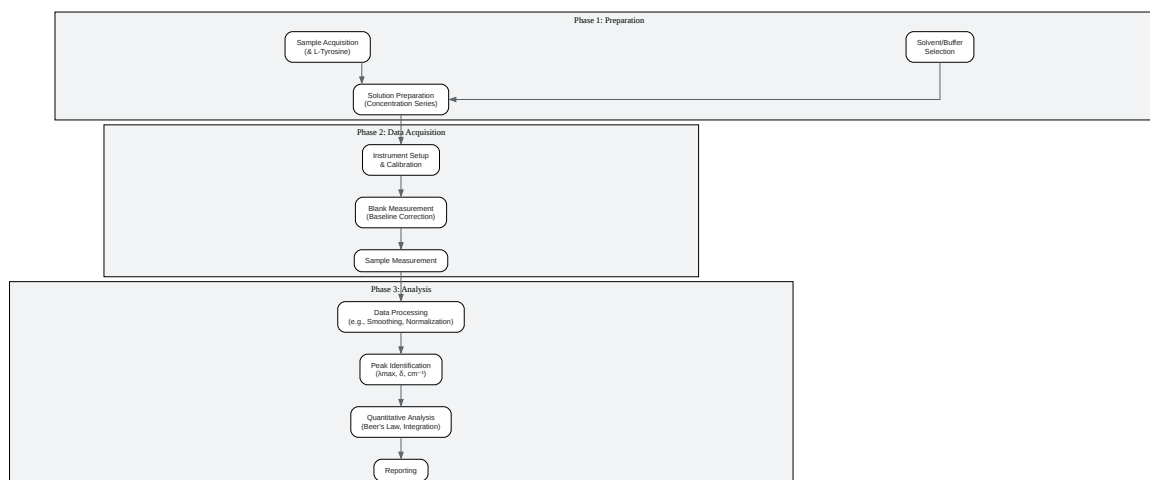 Phase 1: Preparation
Sample Acquisition
(& L-Tyrosine)
Solvent/Buffer
Selection
Solution Preparation
(Concentration Series)
Phase 2: Data Acquisition
Instrument Setup
& Calibration
Blank Measurement
(Baseline Correction)
Sample Measurement
Phase 3: Analysis
Data Processing
(e.g., Smoothing, Normalization)
Peak Identification
(λmax, δ, cm⁻¹)
Quantitative Analysis
(Beer's Law, Integration)
Reporting